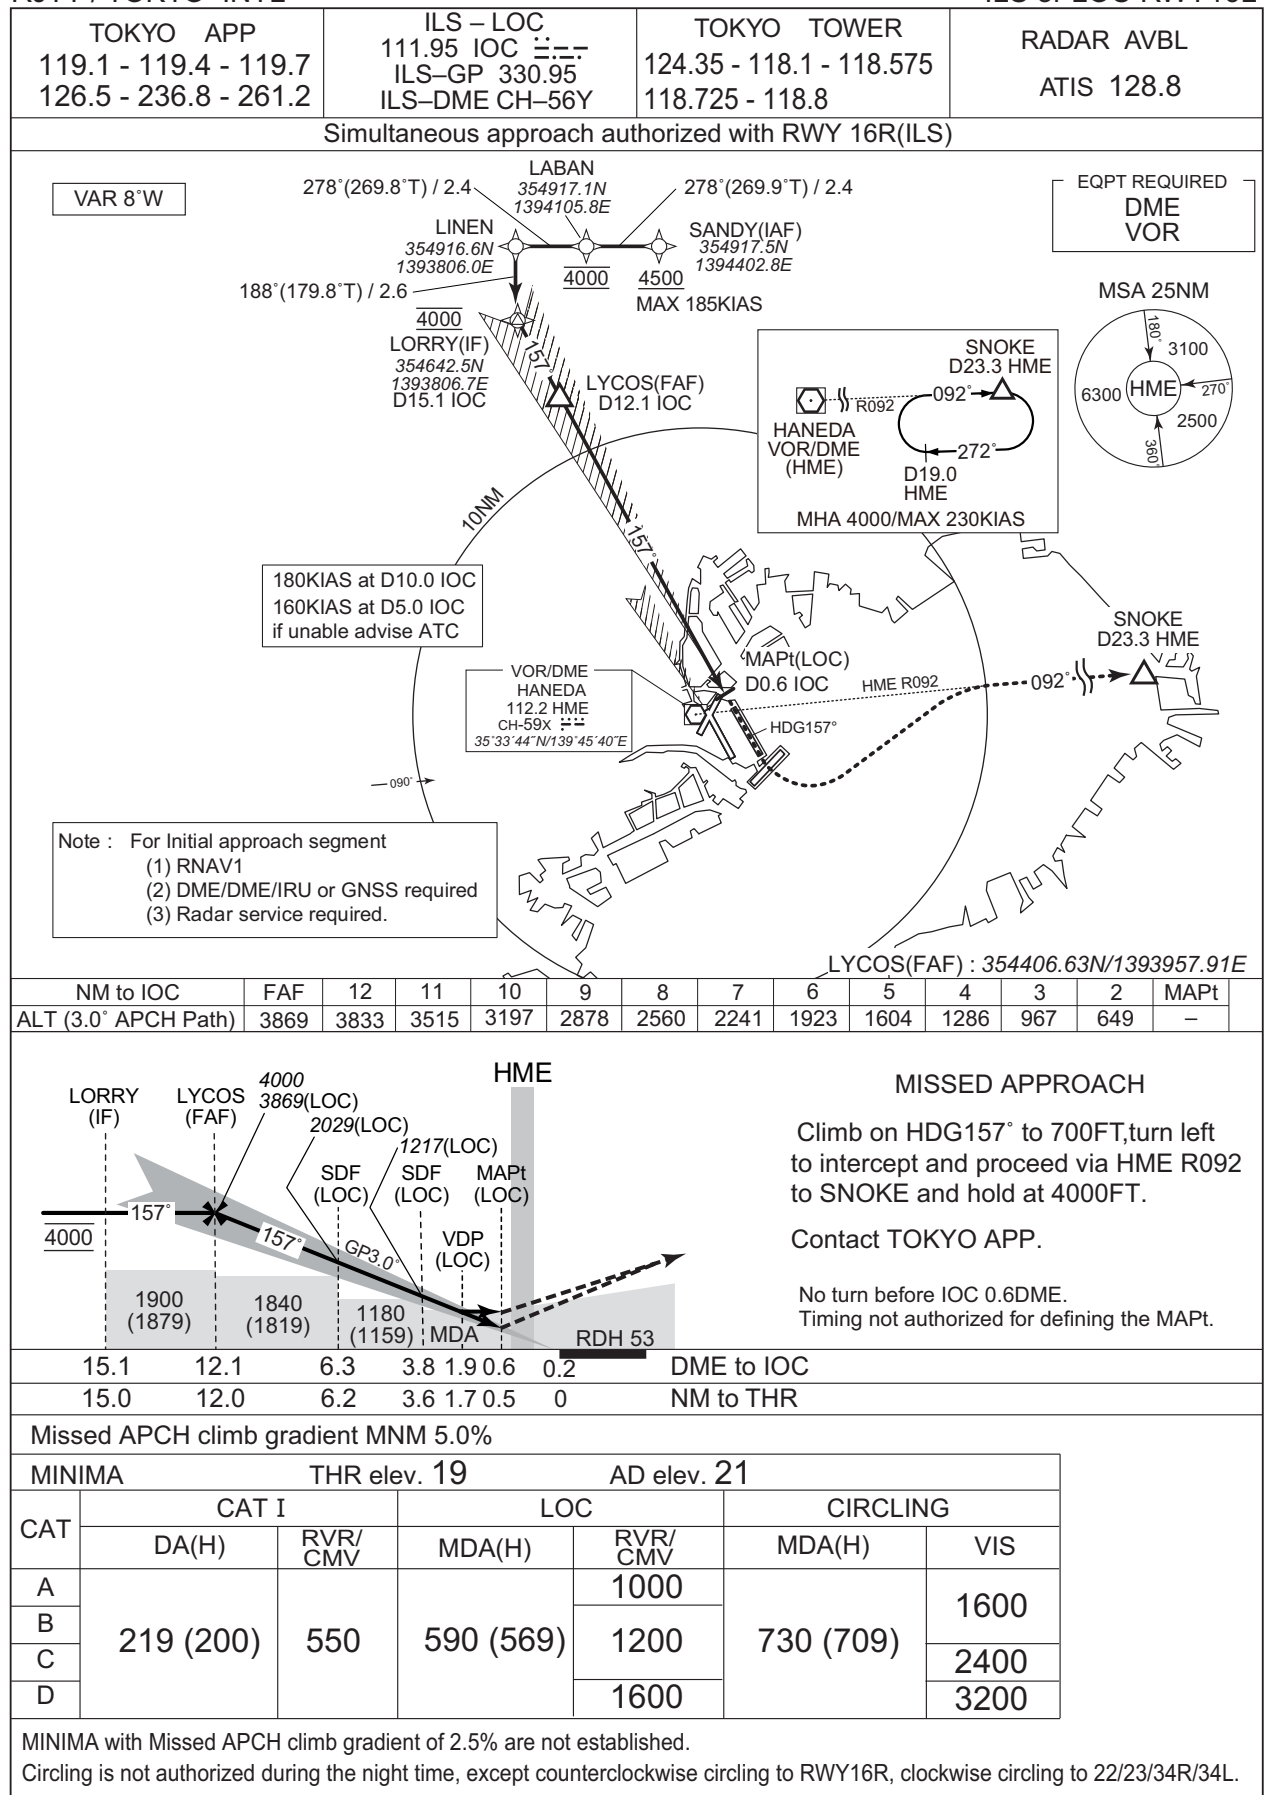 TOKYO APP
119.1 - 119.4 - 119.7
126.5 - 236.8 - 261.2
ILS – LOC
111.95 IOC
ILS–GP 330.95
ILS–DME CH–56Y
TOKYO TOWER
124.35 - 118.1 - 118.575
118.725 - 118.8
RADAR AVBL
ATIS 128.8
Simultaneous approach authorized with RWY 16R(ILS)
VAR 8˚W
278˚(269.8˚T) / 2.4
LABAN
354917.1N
1394105.8E
278˚(269.9˚T) / 2.4
EQPT REQUIRED
DME
VOR
LINEN
354916.6N
1393806.0E
SANDY(IAF)
354917.5N
1394402.8E
4000
4500
MAX 185KIAS
188˚(179.8˚T) / 2.6
4000
LORRY(IF)
354642.5N
1393806.7E
D15.1 IOC
157˚
LYCOS(FAF)
D12.1 IOC
MSA 25NM
180˚
3100
6300
HME
270˚
2500
360˚
SNOKE
D23.3 HME
092˚
R092
HANEDA
VOR/DME
(HME)
272˚
D19.0
HME
MHA 4000/MAX 230KIAS
10NM
157˚
180KIAS at D10.0 IOC
160KIAS at D5.0 IOC
if unable advise ATC
SNOKE
D23.3 HME
MAPt(LOC)
D0.6 IOC
HME R092
092˚
VOR/DME
HANEDA
112.2 HME
CH-59X
35˚33´44˝N/139˚45´40˝E
HDG157°
090˚
Note : For Initial approach segment
(1) RNAV1
(2) DME/DME/IRU or GNSS required
(3) Radar service required.
LYCOS(FAF) : 354406.63N/1393957.91E
NM to IOC FAF 12 11 10 9 8 7 6 5 4 3 2 MAPt
ALT (3.0˚ APCH Path) 3869 3833 3515 3197 2878 2560 2241 1923 1604 1286 967 649 –
HME
LORRY
(IF)
LYCOS
(FAF)
4000
3869(LOC)
2029(LOC)
1217(LOC)
SDF
(LOC)
SDF
(LOC)
MAPt
(LOC)
VDP
(LOC)
157˚
4000
157˚
GP3.0˚
1900
(1879)
1840
(1819)
1180
(1159)
MDA
RDH 53
MISSED APPROACH
Climb on HDG157˚ to 700FT,turn left
to intercept and proceed via HME R092
to SNOKE and hold at 4000FT.
Contact TOKYO APP.
No turn before IOC 0.6DME.
Timing not authorized for defining the MAPt.
15.1 12.1 6.3 3.8 1.9 0.6 0.2 DME to IOC
15.0 12.0 6.2 3.6 1.7 0.5 0 NM to THR
Missed APCH climb gradient MNM 5.0%
MINIMA THR elev. 19 AD elev. 21
CAT CAT I LOC CIRCLING
DA(H) RVR/CMV MDA(H) RVR/CMV MDA(H) VIS
A 1000 1600
B
219 (200) 550 590 (569) 1200 730 (709)
C 2400
D 1600 3200
MINIMA with Missed APCH climb gradient of 2.5% are not established.
Circling is not authorized during the night time, except counterclockwise circling to RWY16R, clockwise circling to 22/23/34R/34L.